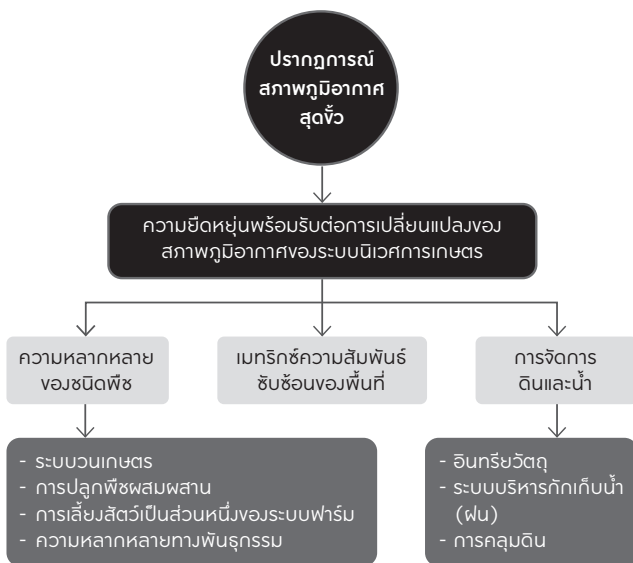 ปรากฏการณ์
สภาพภูมิอากาศ
สุดขั้ว
ความยืดหยุ่นพร้อมรับต่อการเปลี่ยนแปลงของ
สภาพภูมิอากาศของระบบนิเวศการเกษตร
ความหลากหลาย
ของชนิดพืช
เมทริกซ์ความสัมพันธ์
ซับซ้อนของพื้นที่
การจัดการ
ดินและน้ำ
- ระบบวนเกษตร
- การปลูกพืชผสมผสาน
- การเลี้ยงสัตว์เป็นส่วนหนึ่งของระบบฟาร์ม
- ความหลากหลายทางพันธุกรรม
- อินทรียวัตถุ
- ระบบบริหารกักเก็บน้ำ
(ฝน)
- การคลุมดิน